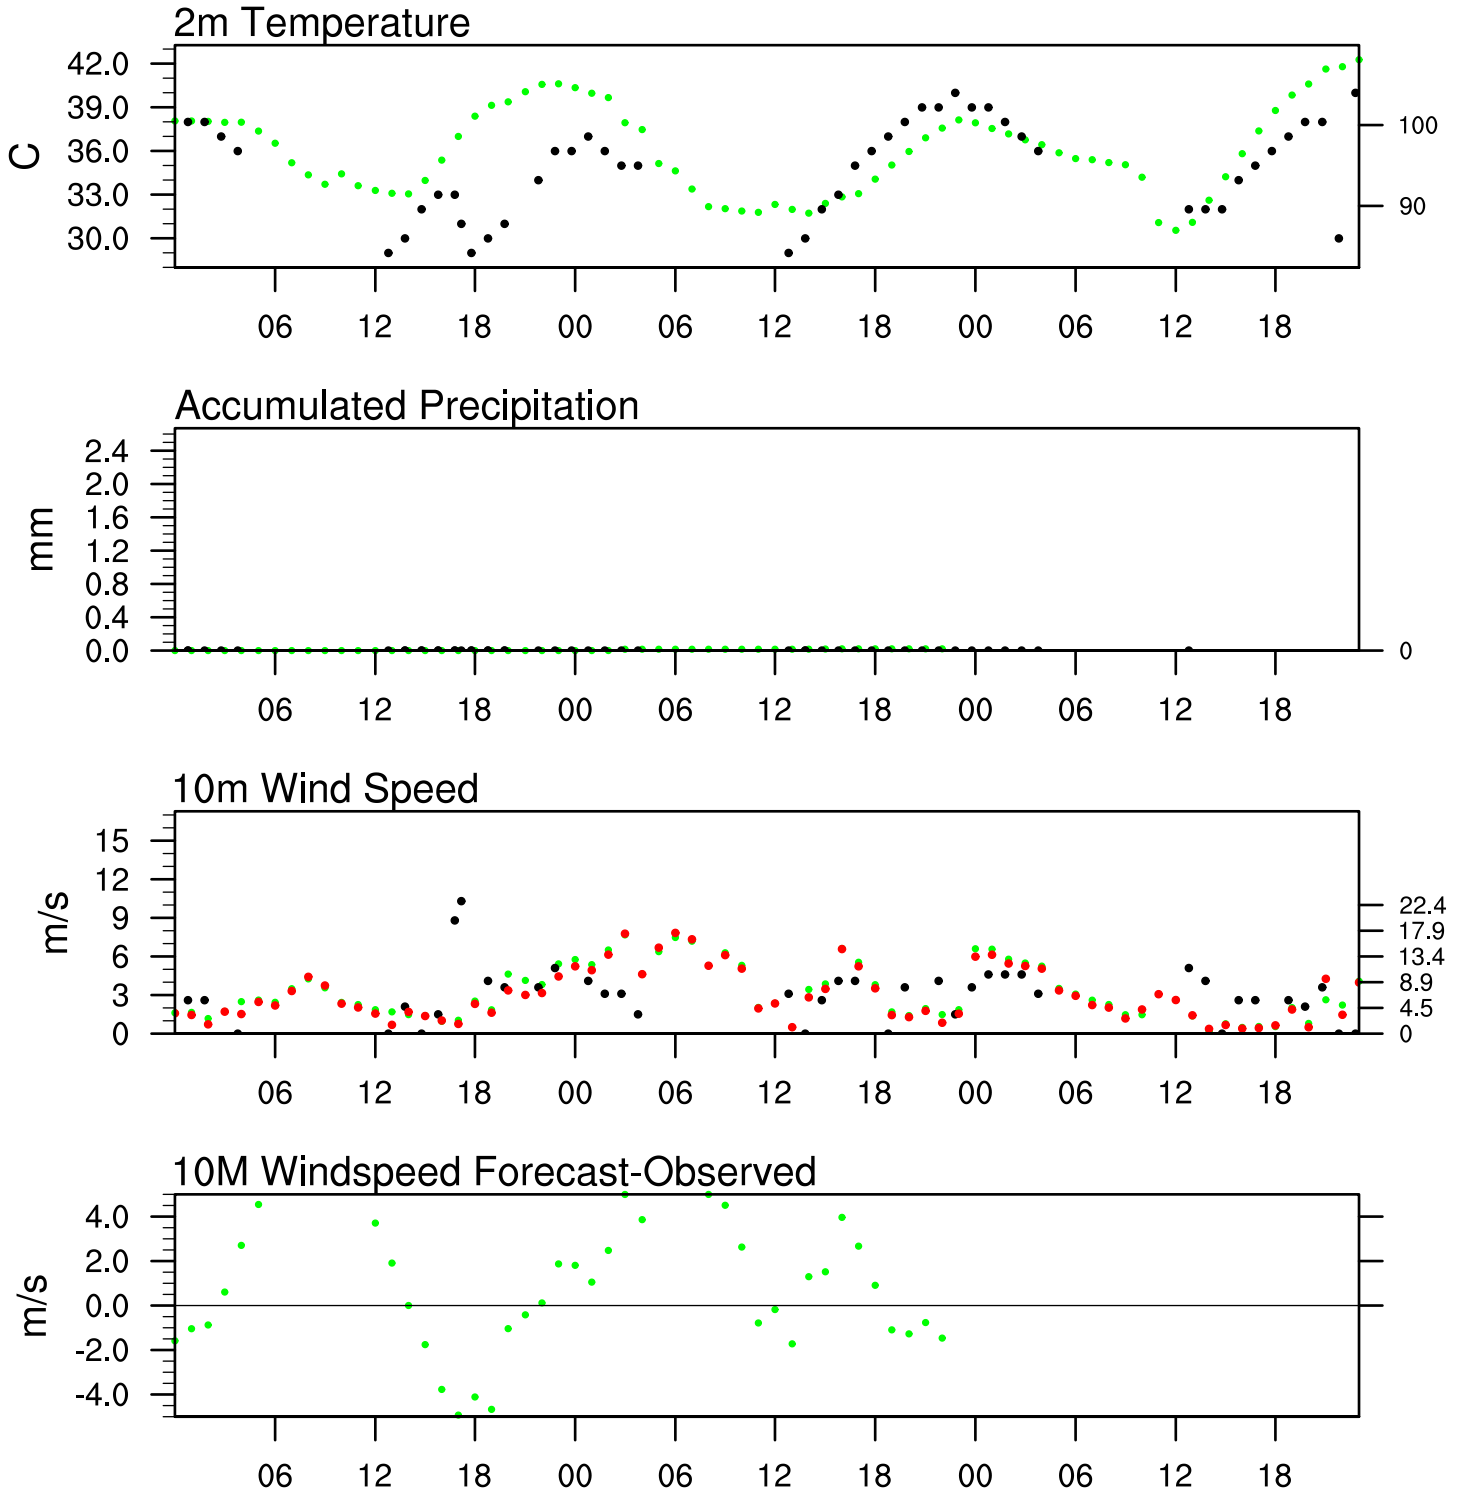 2m Temperature
42.0
39.0
36.0
33.0
30.0
C
100
90
06 12 18 00 06 12 18 00 06 12 18
Accumulated Precipitation
2.4
2.0
1.6
1.2
0.8
0.4
0.0
mm
0
06 12 18 00 06 12 18 00 06 12 18
10m Wind Speed
15
12
9
6
3
0
m/s
22.4
17.9
13.4
8.9
4.5
0
06 12 18 00 06 12 18 00 06 12 18
10M Windspeed Forecast-Observed
4.0
2.0
0.0
-2.0
-4.0
m/s
06 12 18 00 06 12 18 00 06 12 18